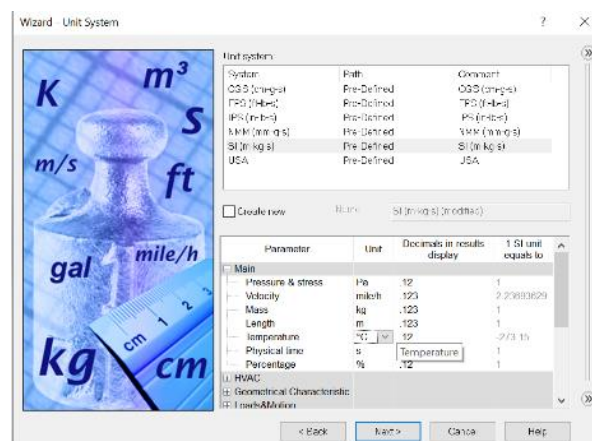 Wizard - Unit System
? ×
Unit system
System Path Comment
CGS (cm-g-s) Pre-Defined CGS (cm-g-s)
FPS (ft-lb-s) Pre-Defined FPS (ft-lb-s)
IPS (in-lb-s) Pre-Defined IPS (in-lb-s)
NMM (mm-g-s) Pre-Defined NMM (mm-g-s)
SI (m-kg-s) Pre-Defined SI (m-kg-s)
USA Pre-Defined USA
Create new Name: SI (m-kg-s) (modified)
Parameter Unit Decimals in results display 1 SI unit equals to
Main
Pressure & stress Pa .12 1
Velocity mile/h .123 2.23693629
Mass kg .123 1
Length m .123 1
Temperature °C .12 -273.15
Physical time s 1
Temperature
Percentage % .12 1
HVAC
Geometrical Characteristic
Loads&Motion
< Back Next > Cancel Help
K m³
S
m/s ft
gal mile/h
kg cm 1 2 3
cm